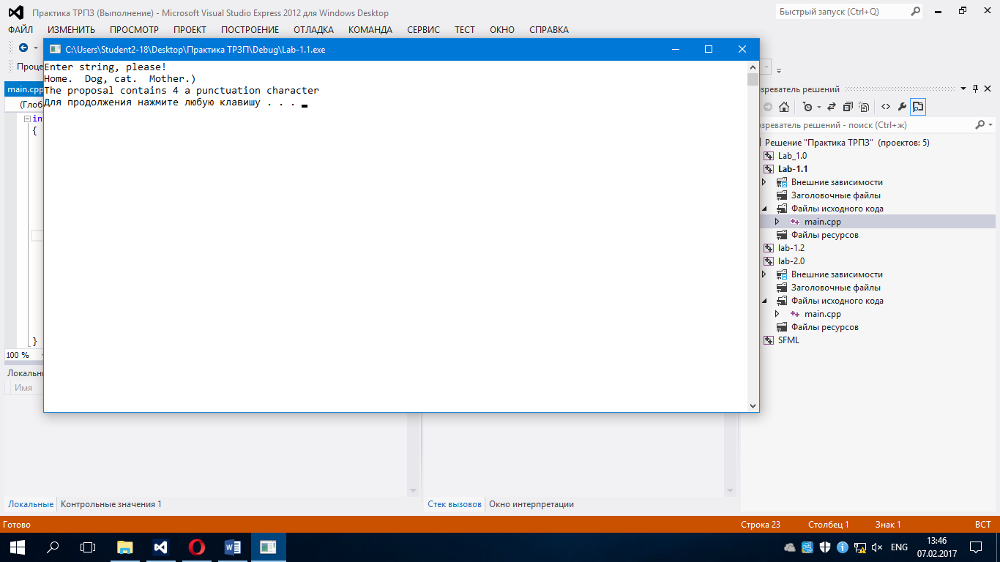 Практика ТРПЗ (Выполнение) - Microsoft Visual Studio Express 2012 для Windows Desktop
Быстрый запуск (Ctrl+Q)
ФАЙЛ ИЗМЕНИТЬ ПРОСМОТР ПРОЕКТ ПОСТРОЕНИЕ ОТЛАДКА КОМАНДА СЕРВИС ТЕСТ ОКНО СПРАВКА
C:\Users\Student2-18\Desktop\Практика ТРЗП\Debug\Lab-1.1.exe
Enter string, please!
Home.  Dog, cat.  Mother.)
The proposal contains 4 a punctuation character
Для продолжения нажмите любую клавишу . . .
Проце
main.cpp
(Глоба
in
{
}
100 %
Локальн
Имя
озреватель решений
озреватель решений - поиск (Ctrl+ж)
Решение "Практика ТРПЗ" (проектов: 5)
Lab_1.0
Lab-1.1
Внешние зависимости
Заголовочные файлы
Файлы исходного кода
main.cpp
Файлы ресурсов
lab-1.2
lab-2.0
Внешние зависимости
Заголовочные файлы
Файлы исходного кода
main.cpp
Файлы ресурсов
SFML
Локальные Контрольные значения 1
Стек вызовов Окно интерпретации
Готово
Строка 23 Столбец 1 Знак 1 ВСТ
ENG
13:46
07.02.2017